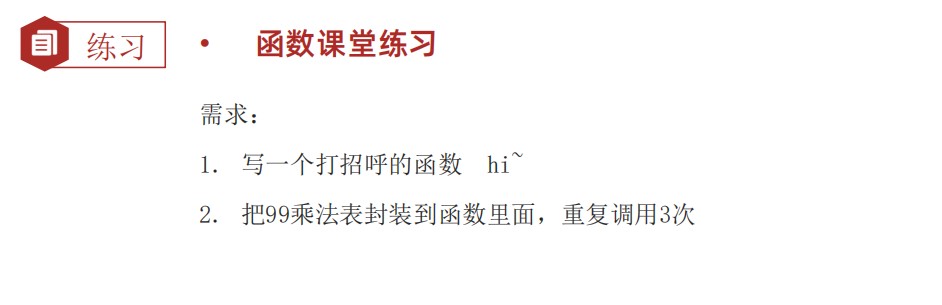 练习
• 函数课堂练习
需求：
1. 写一个打招呼的函数 hi~
2. 把99乘法表封装到函数里面，重复调用3次